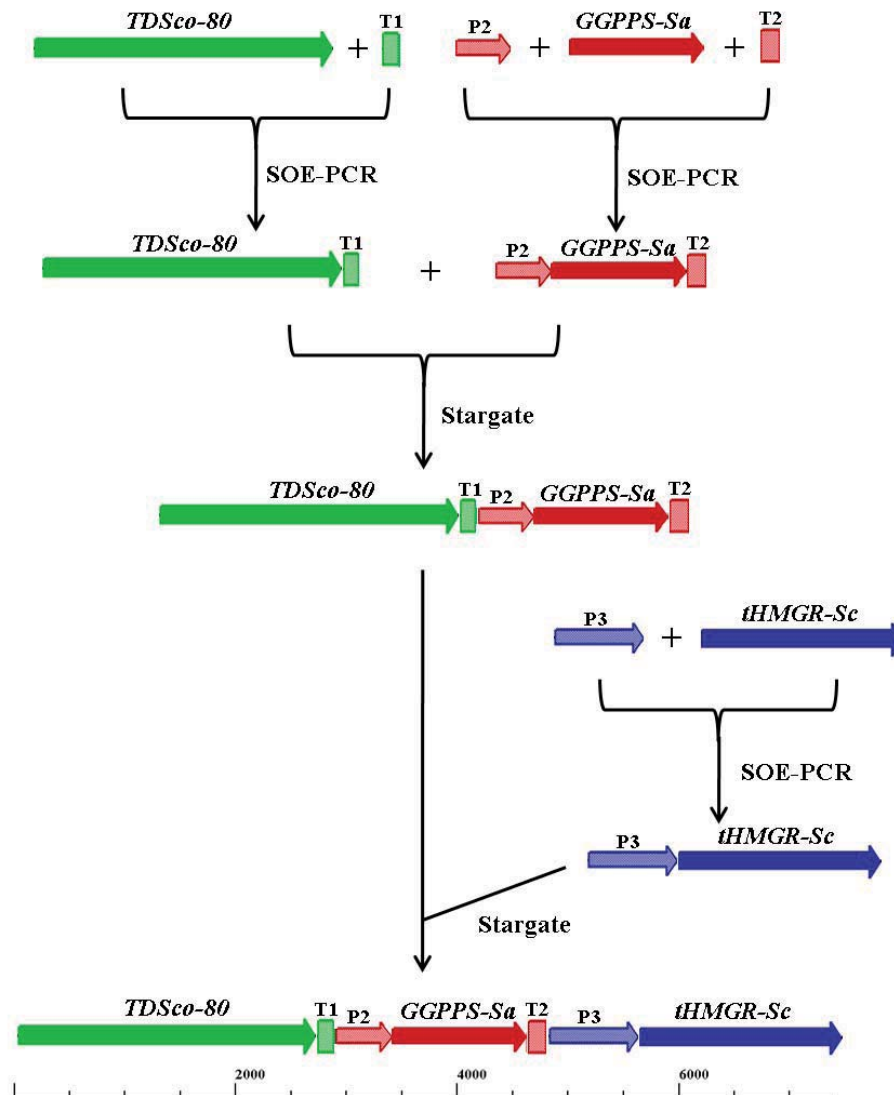 TDSco-80 + T1 P2 + GGPPS-Sa + T2
SOE-PCR SOE-PCR
TDSco-80 T1 + P2 GGPPS-Sa T2
Stargate
TDSco-80 T1 P2 GGPPS-Sa T2
P3 + tHMGR-Sc
SOE-PCR
P3 tHMGR-Sc
Stargate
TDSco-80 T1 P2 GGPPS-Sa T2 P3 tHMGR-Sc
2000 4000 6000